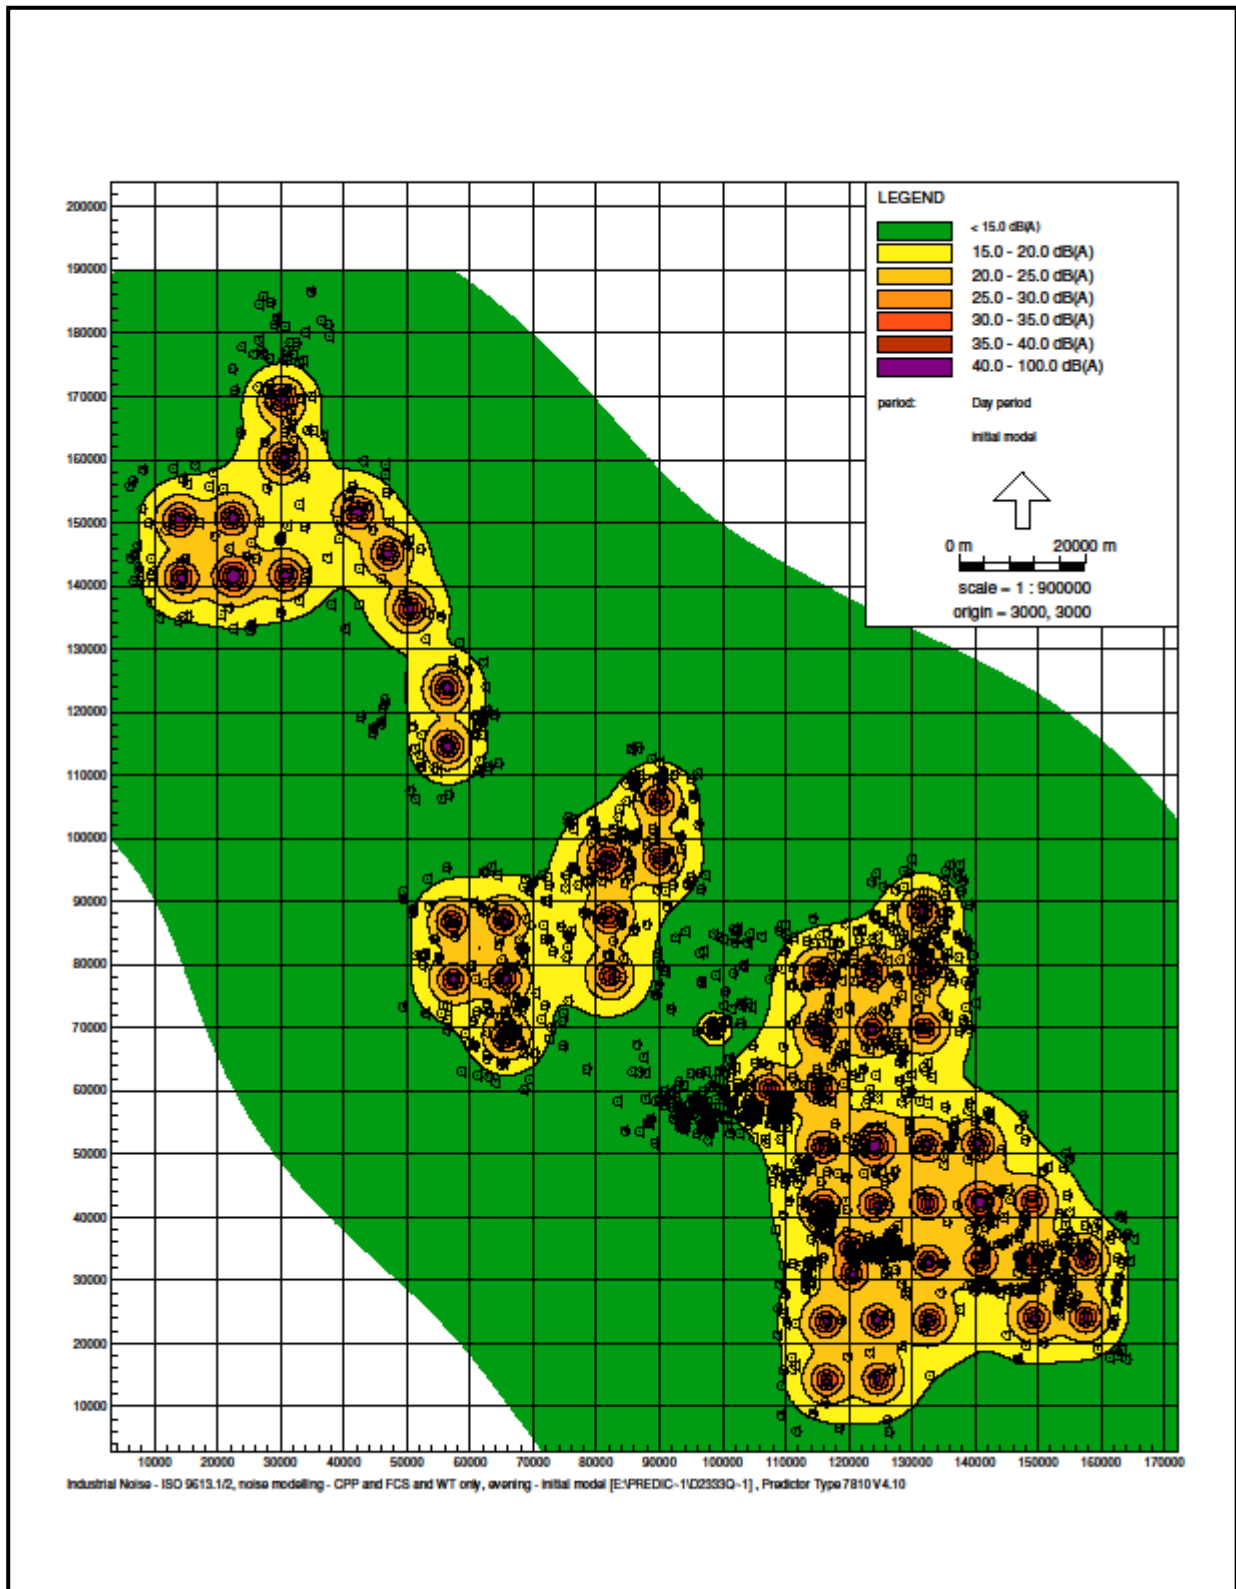 LEGEND
< 15.0 dB(A)
15.0 - 20.0 dB(A)
20.0 - 25.0 dB(A)
25.0 - 30.0 dB(A)
30.0 - 35.0 dB(A)
35.0 - 40.0 dB(A)
40.0 - 100.0 dB(A)
period: Day period
Initial model
0 m 20000 m
scale = 1 : 900000
origin = 3000, 3000
200000
190000
180000
170000
160000
150000
140000
130000
120000
110000
100000
90000
80000
70000
60000
50000
40000
30000
20000
10000
10000 20000 30000 40000 50000 60000 70000 80000 90000 100000 110000 120000 130000 140000 150000 160000 170000
Industrial Noise - ISO 9613.1/2, noise modelling - CPP and FCS and WT only, evening - Initial model [E:\PREDIC~1\D2333Q~1] , Predictor Type 7810 V4.10